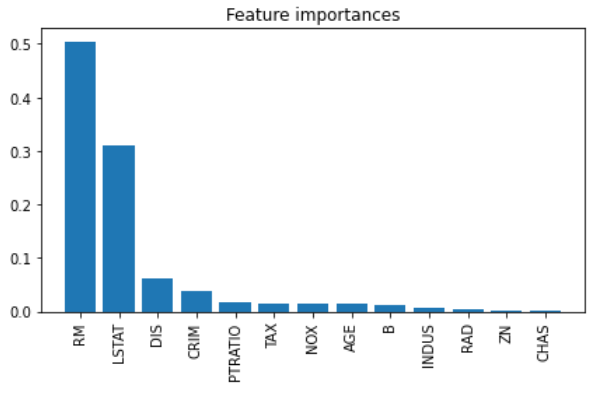 Feature importances
0.5
0.4
0.3
0.2
0.1
0.0
RM
LSTAT
DIS
CRIM
PTRATIO
TAX
NOX
AGE
B
INDUS
RAD
ZN
CHAS